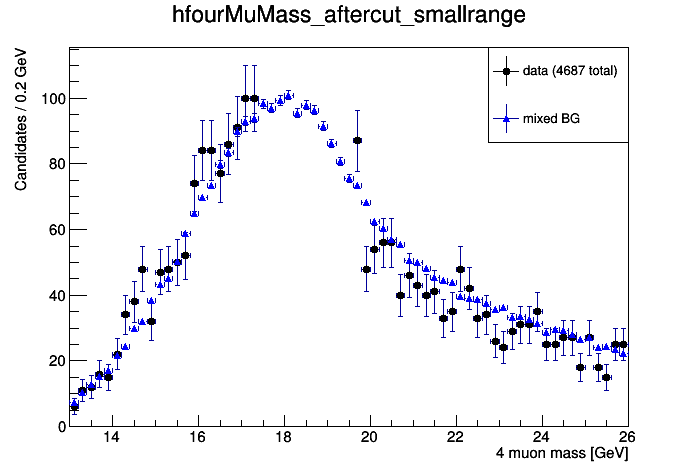 hfourMuMass_aftercut_smallrange
Candidates / 0.2 GeV
data (4687 total)
mixed BG
100
80
60
40
20
0
14 16 18 20 22 24 26
4 muon mass [GeV]